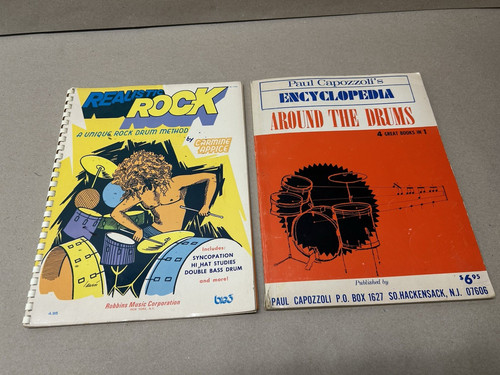 REALISTIC
ROCK
A UNIQUE ROCK DRUM METHOD
by CARMINE
APPICE
Includes:
SYNCOPATION
HI HAT STUDIES
DOUBLE BASS DRUM
and more!
Robbins Music Corporation
NEW YORK, N.Y.
Paul Capozzoli's
ENCYCLOPEDIA
AROUND THE DRUMS
4 GREAT BOOKS IN 1
$6.95
Published by
PAUL CAPOZZOLI P.O. BOX 1627 SO. HACKENSACK, N.J. 07606